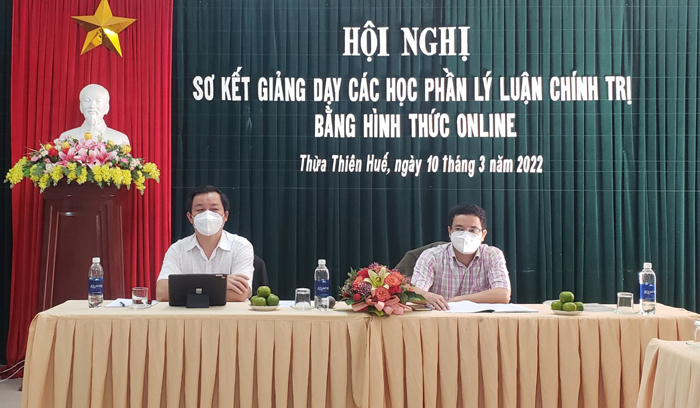 HỘI NGHỊ
SƠ KẾT GIẢNG DẠY CÁC HỌC PHẦN LÝ LUẬN CHÍNH TRỊ
BẰNG HÌNH THỨC ONLINE
Thừa Thiên Huế, ngày 10 tháng 3 năm 2022